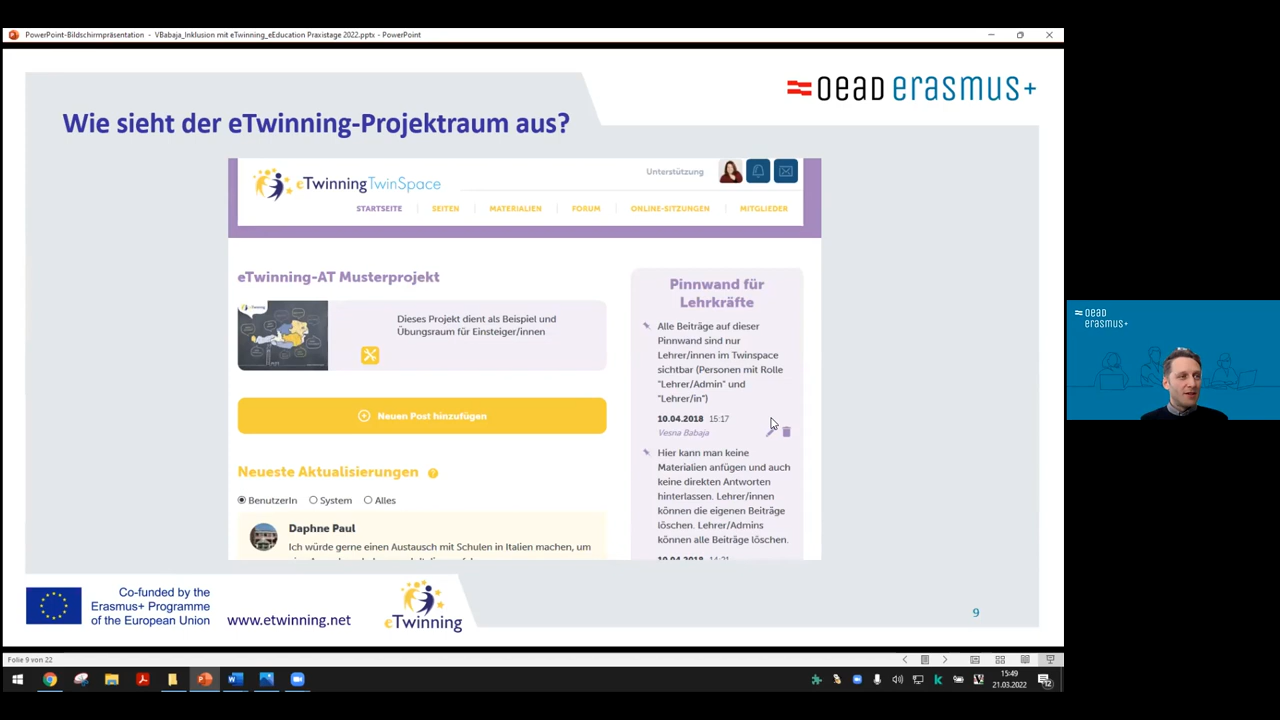 PowerPoint-Bildschirmpräsentation - VBabaja_Inklusion mit eTwinning_eEducation Praxistage 2022.pptx - PowerPoint
OEAD erasmus+
Wie sieht der eTwinning-Projektraum aus?
eTwinning TwinSpace
Unterstützung
STARTSEITE SEITEN MATERIALIEN FORUM ONLINE-SITZUNGEN MITGLIEDER
eTwinning-AT Musterprojekt
Dieses Projekt dient als Beispiel und
Übungsraum für Einsteiger/innen
Neuen Post hinzufügen
Neueste Aktualisierungen ?
BenutzerIn System Alles
Daphne Paul
Ich würde gerne einen Austausch mit Schulen in Italien machen, um
Pinnwand für
Lehrkräfte
Alle Beiträge auf dieser
Pinnwand sind nur
Lehrer/innen im Twinspace
sichtbar (Personen mit Rolle
"Lehrer/Admin" und
"Lehrer/in")
10.04.2018 15:17
Vesna Babaja
Hier kann man keine
Materialien anfügen und auch
keine direkten Antworten
hinterlassen. Lehrer/innen
können die eigenen Beiträge
löschen. Lehrer/Admins
können alle Beiträge löschen.
Co-funded by the
Erasmus+ Programme
of the European Union
www.etwinning.net
eTwinning
9
Folie 9 von 22
15:49
21.03.2022
12
oead
erasmus+